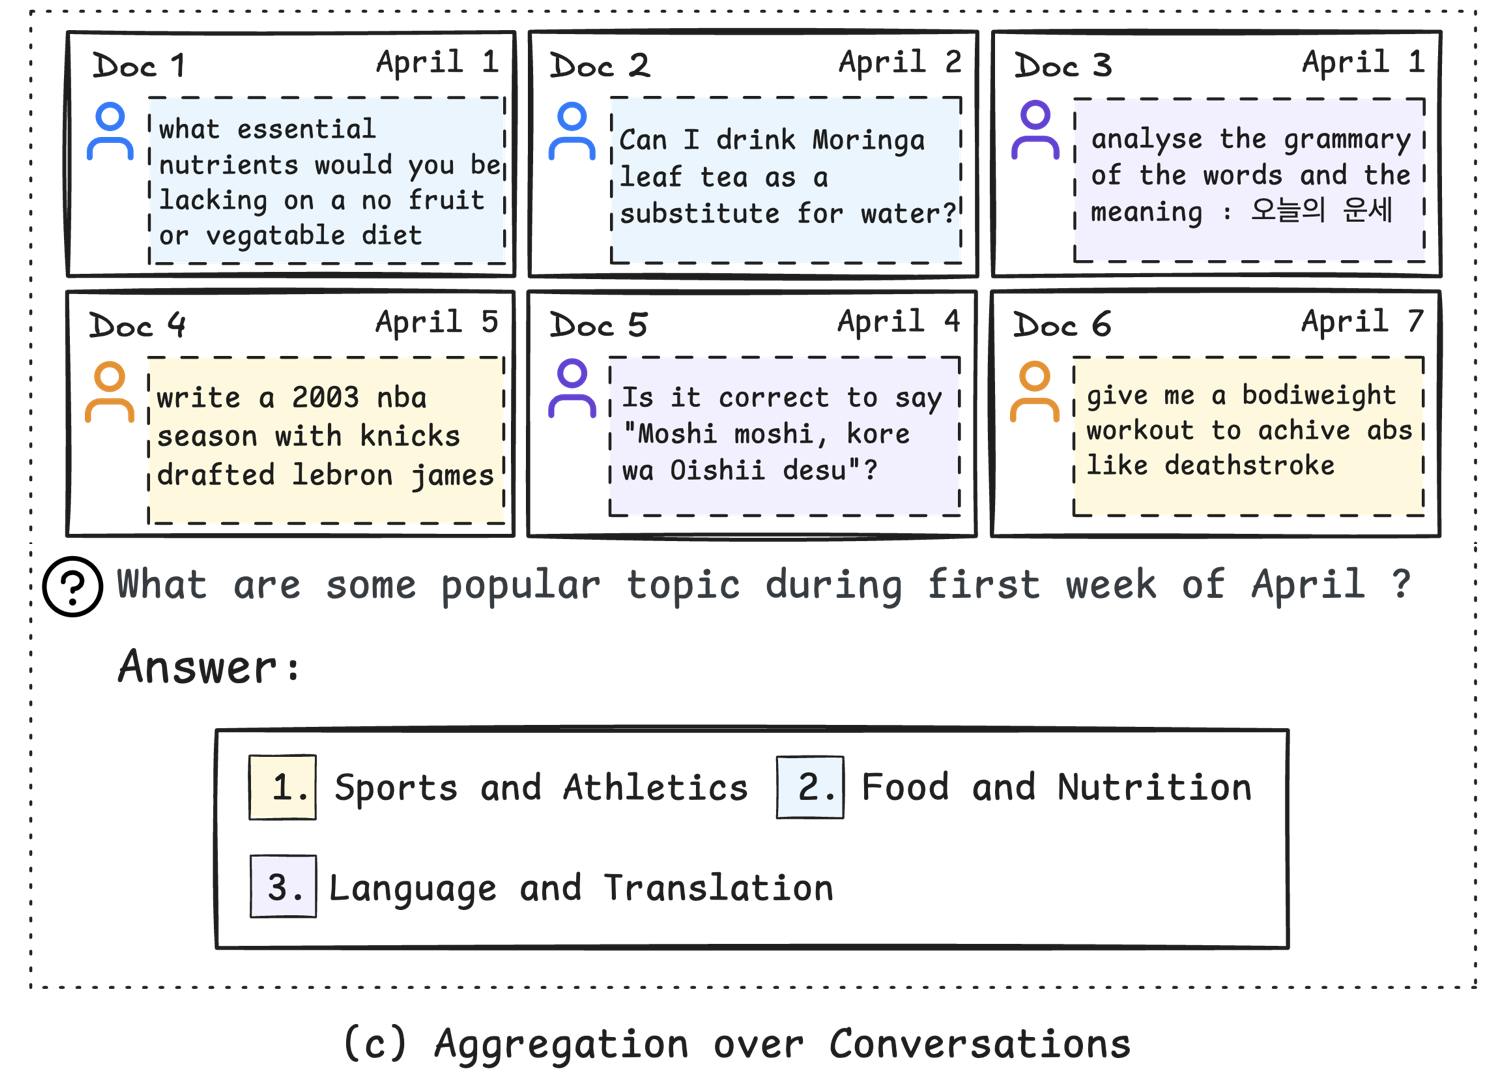 Doc 1 April 1
what essential
nutrients would you be
lacking on a no fruit
or vegatable diet
Doc 2 April 2
Can I drink Moringa
leaf tea as a
substitute for water?
Doc 3 April 1
analyse the grammary
of the words and the
meaning : 오늘의 운세
Doc 4 April 5
write a 2003 nba
season with knicks
drafted lebron james
Doc 5 April 4
Is it correct to say
"Moshi moshi, kore
wa Oishii desu"?
Doc 6 April 7
give me a bodiweight
workout to achive abs
like deathstroke
? What are some popular topic during first week of April ?
Answer:
1. Sports and Athletics 2. Food and Nutrition
3. Language and Translation
(c) Aggregation over Conversations